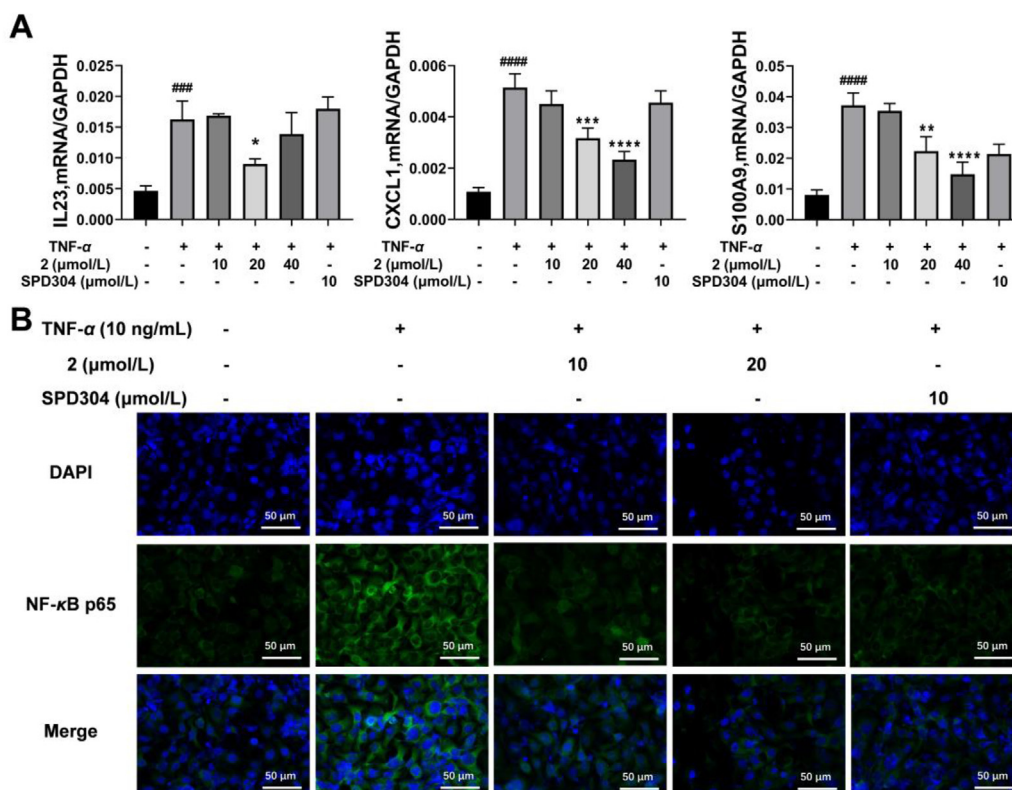 A
IL23,mRNA/GAPDH
0.025
0.020
0.015
0.010
0.005
0.000
###
*
TNF-α - + + + + +
2 (μmol/L) - - 10 20 40 -
SPD304 (μmol/L) - - - - - 10
CXCL1,mRNA/GAPDH
0.006
0.004
0.002
0.000
####
***
****
TNF-α - + + + + +
2 (μmol/L) - - 10 20 40 -
SPD304 (μmol/L) - - - - - 10
S100A9,mRNA/GAPDH
0.05
0.04
0.03
0.02
0.01
0.00
####
**
****
TNF-α - + + + + +
2 (μmol/L) - - 10 20 40 -
SPD304 (μmol/L) - - - - - 10
B
TNF-α (10 ng/mL) - + + + +
2 (μmol/L) - - 10 20 -
SPD304 (μmol/L) - - - - 10
DAPI
50 μm 50 μm 50 μm 50 μm 50 μm
NF-κB p65
50 μm 50 μm 50 μm 50 μm 50 μm
Merge
50 μm 50 μm 50 μm 50 μm 50 μm